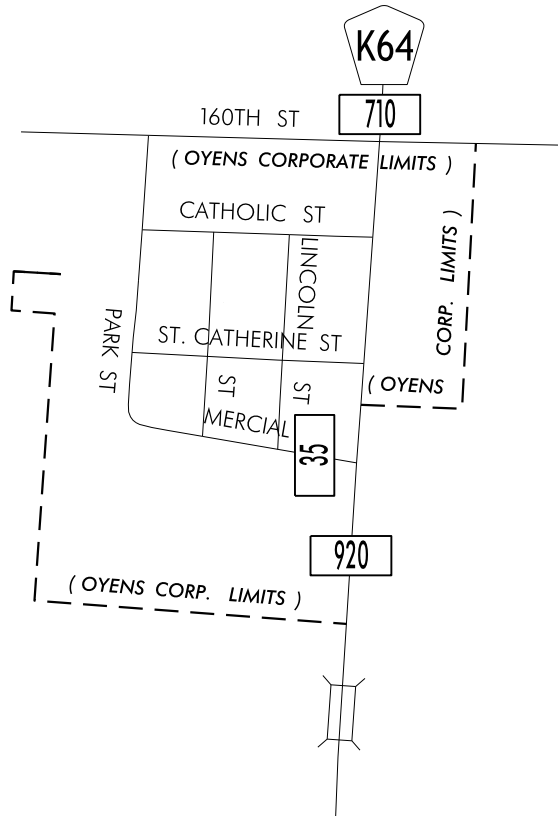 K64
710
160TH ST
( OYENS CORPORATE LIMITS )
CATHOLIC ST
LINCOLN
ST
CORP. LIMITS )
( OYENS
PARK ST
ST. CATHERINE ST
ST
MERCIAL
35
920
( OYENS CORP. LIMITS )